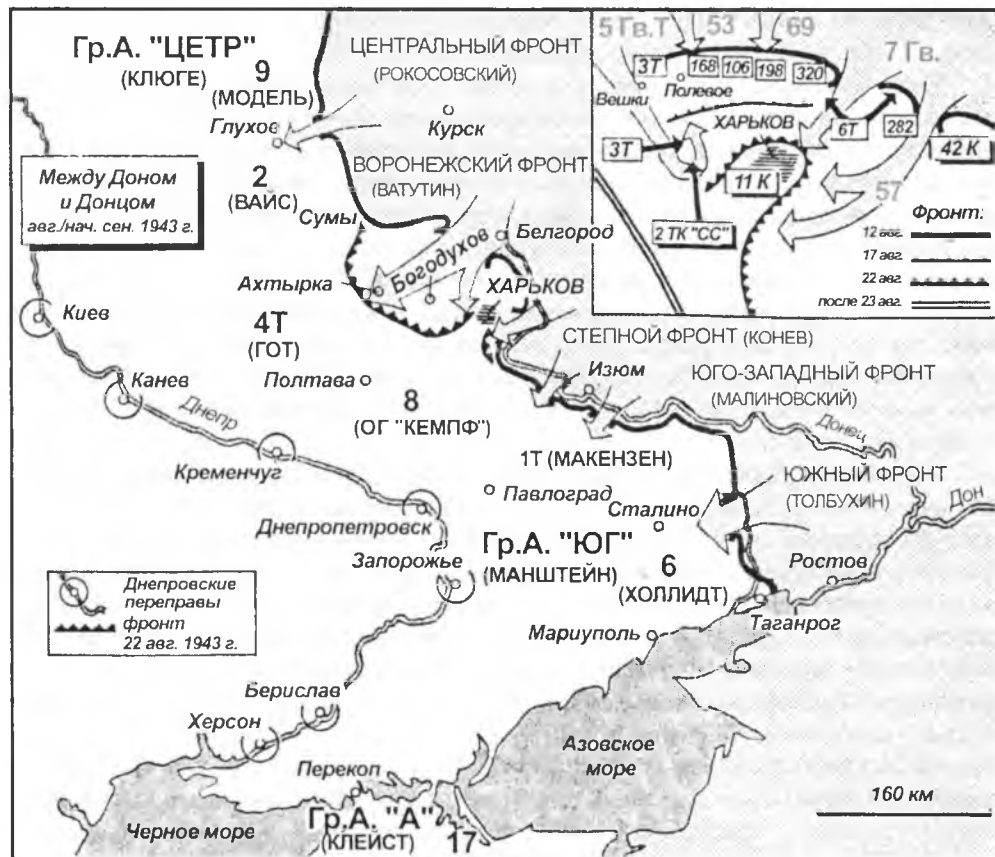 Гр.А. "ЦЕТР"
(КЛЮГЕ)
9
(МОДЕЛЬ)
Глухов
ЦЕНТРАЛЬНЫЙ ФРОНТ
(РОКОСОВСКИЙ)
Курск
ВОРОНЕЖСКИЙ ФРОНТ
(ВАТУТИН)
Между Доном
и Донцом
авг./нач. сен. 1943 г.
2
(ВАЙС)
Сумы
Белгород
Богодухов
Ахтырка
ХАРЬКОВ
Киев
4Т
(ГОТ)
СТЕПНОЙ ФРОНТ (КОНЕВ)
Изюм
ЮГО-ЗАПАДНЫЙ ФРОНТ
(МАЛИНОВСКИЙ)
Донец
Канев
Днепр
Полтава
8
(ОГ "КЕМПФ")
Кременчуг
1Т (МАКЕНЗЕН)
Павлоград
ЮЖНЫЙ ФРОНТ
(ТОЛБУХИН)
Дон
Сталино
Днепропетровск
Гр.А. "ЮГ"
(МАНШТЕЙН)
6
(ХОЛЛИДТ)
Ростов
Запорожье
Таганрог
Мариуполь
Днепровские
переправы
фронт
22 авг. 1943 г.
Берислав
Херсон
Перекоп
Азовское
море
160 км
Черное море
Гр.А. "А"
(КЛЕЙСТ)
17
5 Гв.Т
53
69
7 Гв.
3Т
168
106
198
320
Вешки
Полевое
ХАРЬКОВ
6Т
282
42 К
3Т
11 К
57
2 ТК "СС"
Фронт:
12 авг.
17 авг.
22 авг.
после 23 авг.